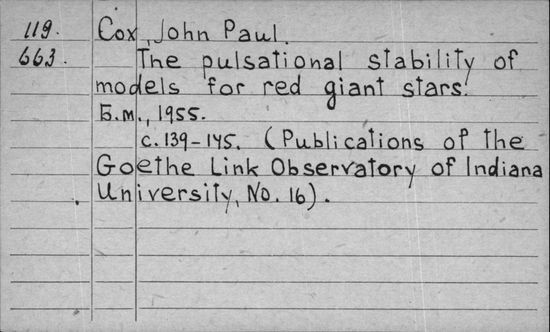 119. Cox, John Paul.
663. The pulsational stability of
models for red giant stars.
Б.м., 1955.
с. 139-145. (Publications of the
Goethe Link Observatory of Indiana
University, No. 16).